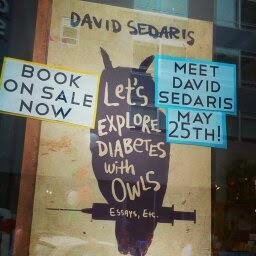 DAVID SEDARIS
BOOK
ON SALE
NOW
MEET
DAVID
SEDARIS
MAY
25TH!
Let's
EXPLORE
DIABETES
with
OWLS
Essays, Etc.